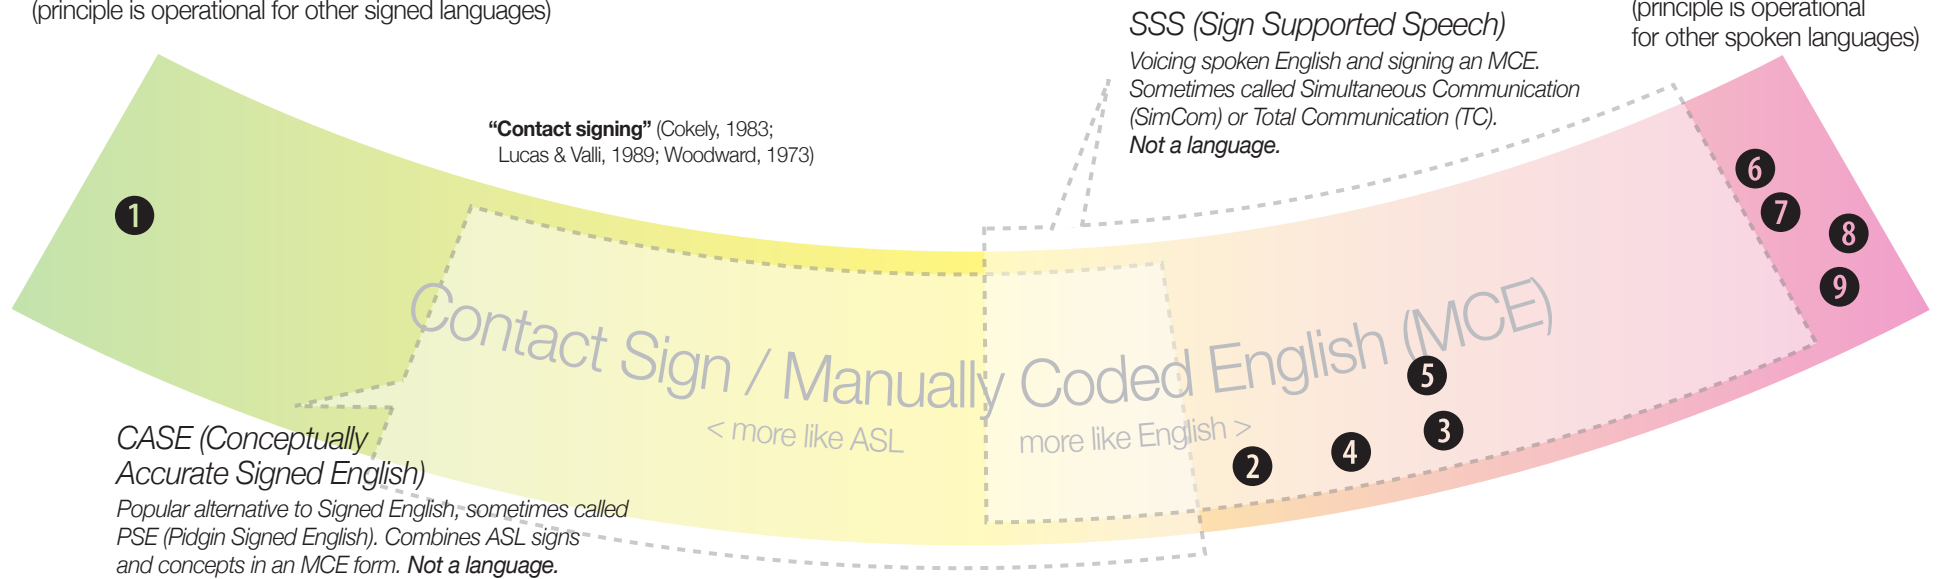 (principle is operational for other signed languages)
SSS (Sign Supported Speech)
Voicing spoken English and signing an MCE.
Sometimes called Simultaneous Communication
(SimCom) or Total Communication (TC).
Not a language.
(principle is operational
for other spoken languages)
“Contact signing” (Cokely, 1983;
Lucas & Valli, 1989; Woodward, 1973)
1
6
7
8
9
Contact Sign / Manually Coded English (MCE)
< more like ASL
more like English >
5
3
4
2
CASE (Conceptually
Accurate Signed English)
Popular alternative to Signed English, sometimes called
PSE (Pidgin Signed English). Combines ASL signs
and concepts in an MCE form. Not a language.